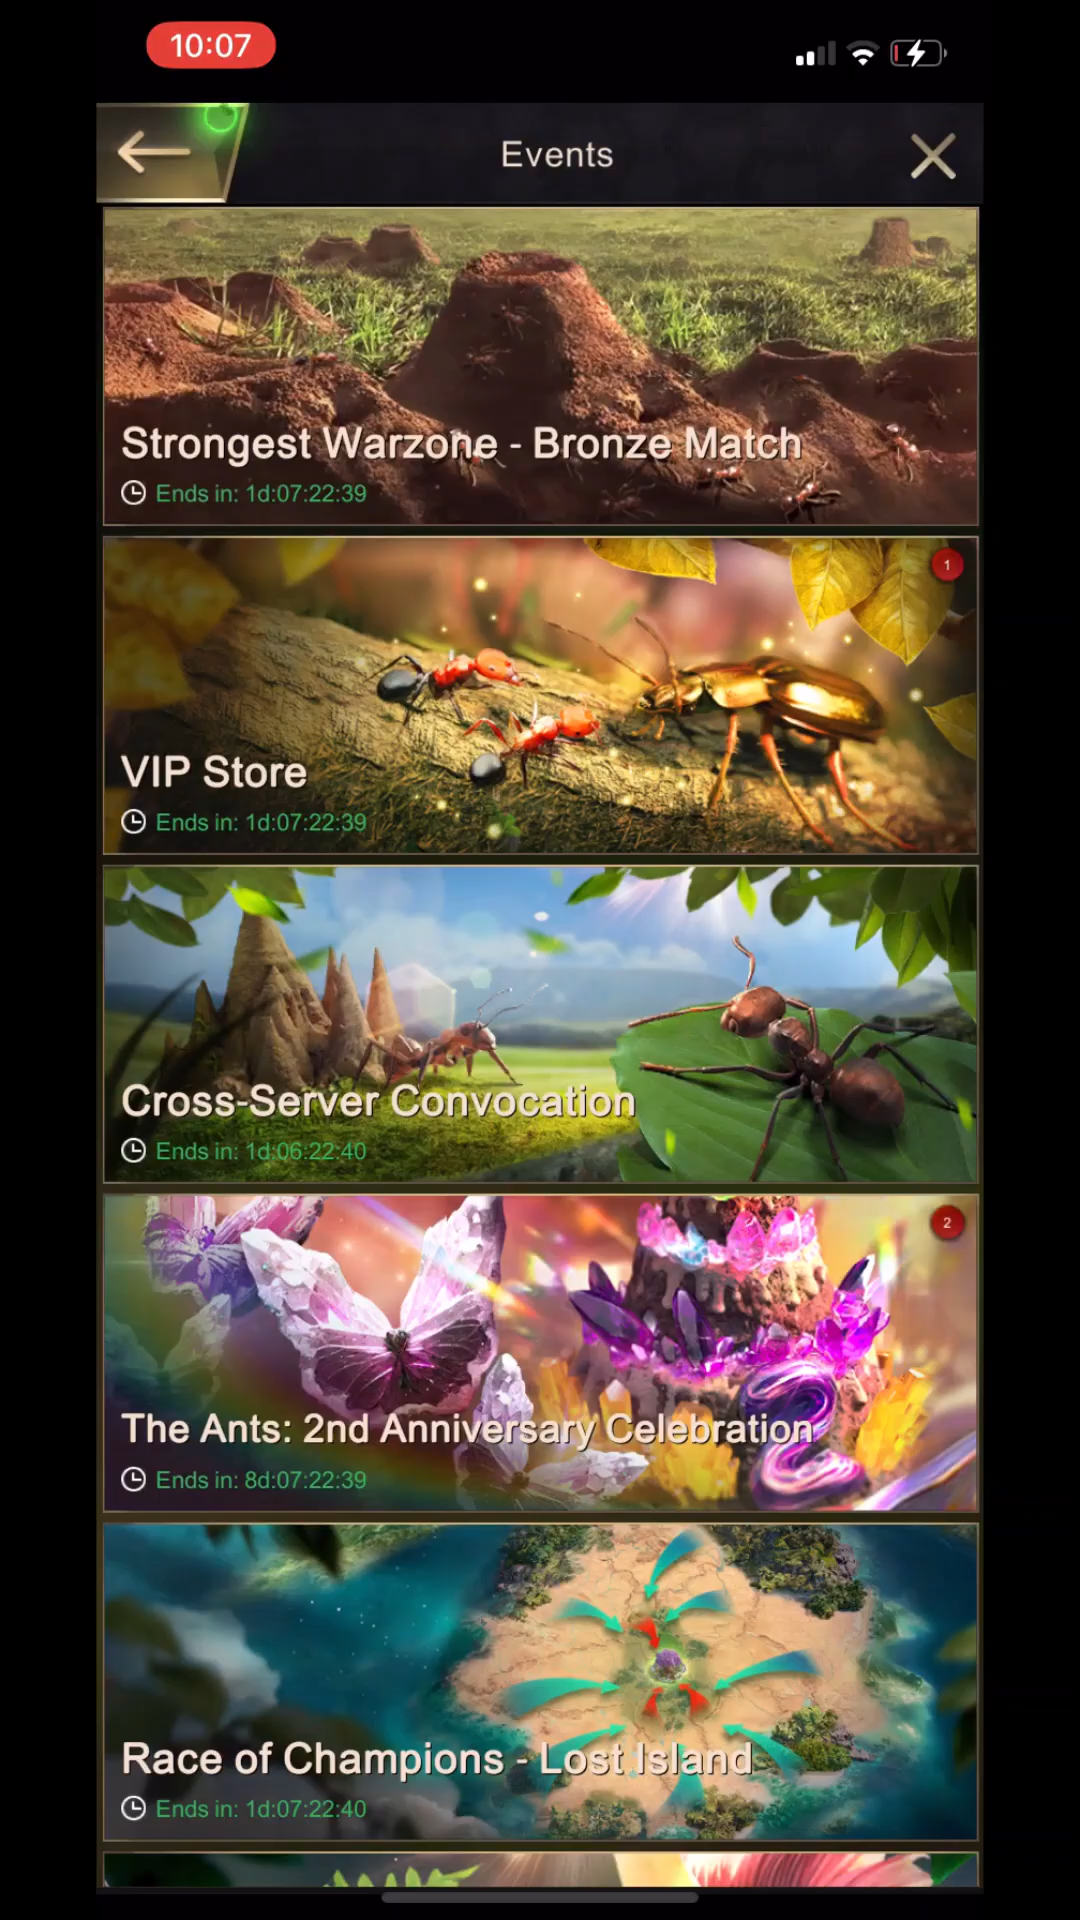 10:07
Events
Strongest Warzone - Bronze Match
Ends in: 1d:07:22:39
1
VIP Store
Ends in: 1d:07:22:39
Cross-Server Convocation
Ends in: 1d:06:22:40
2
The Ants: 2nd Anniversary Celebration
Ends in: 8d:07:22:39
Race of Champions - Lost Island
Ends in: 1d:07:22:40